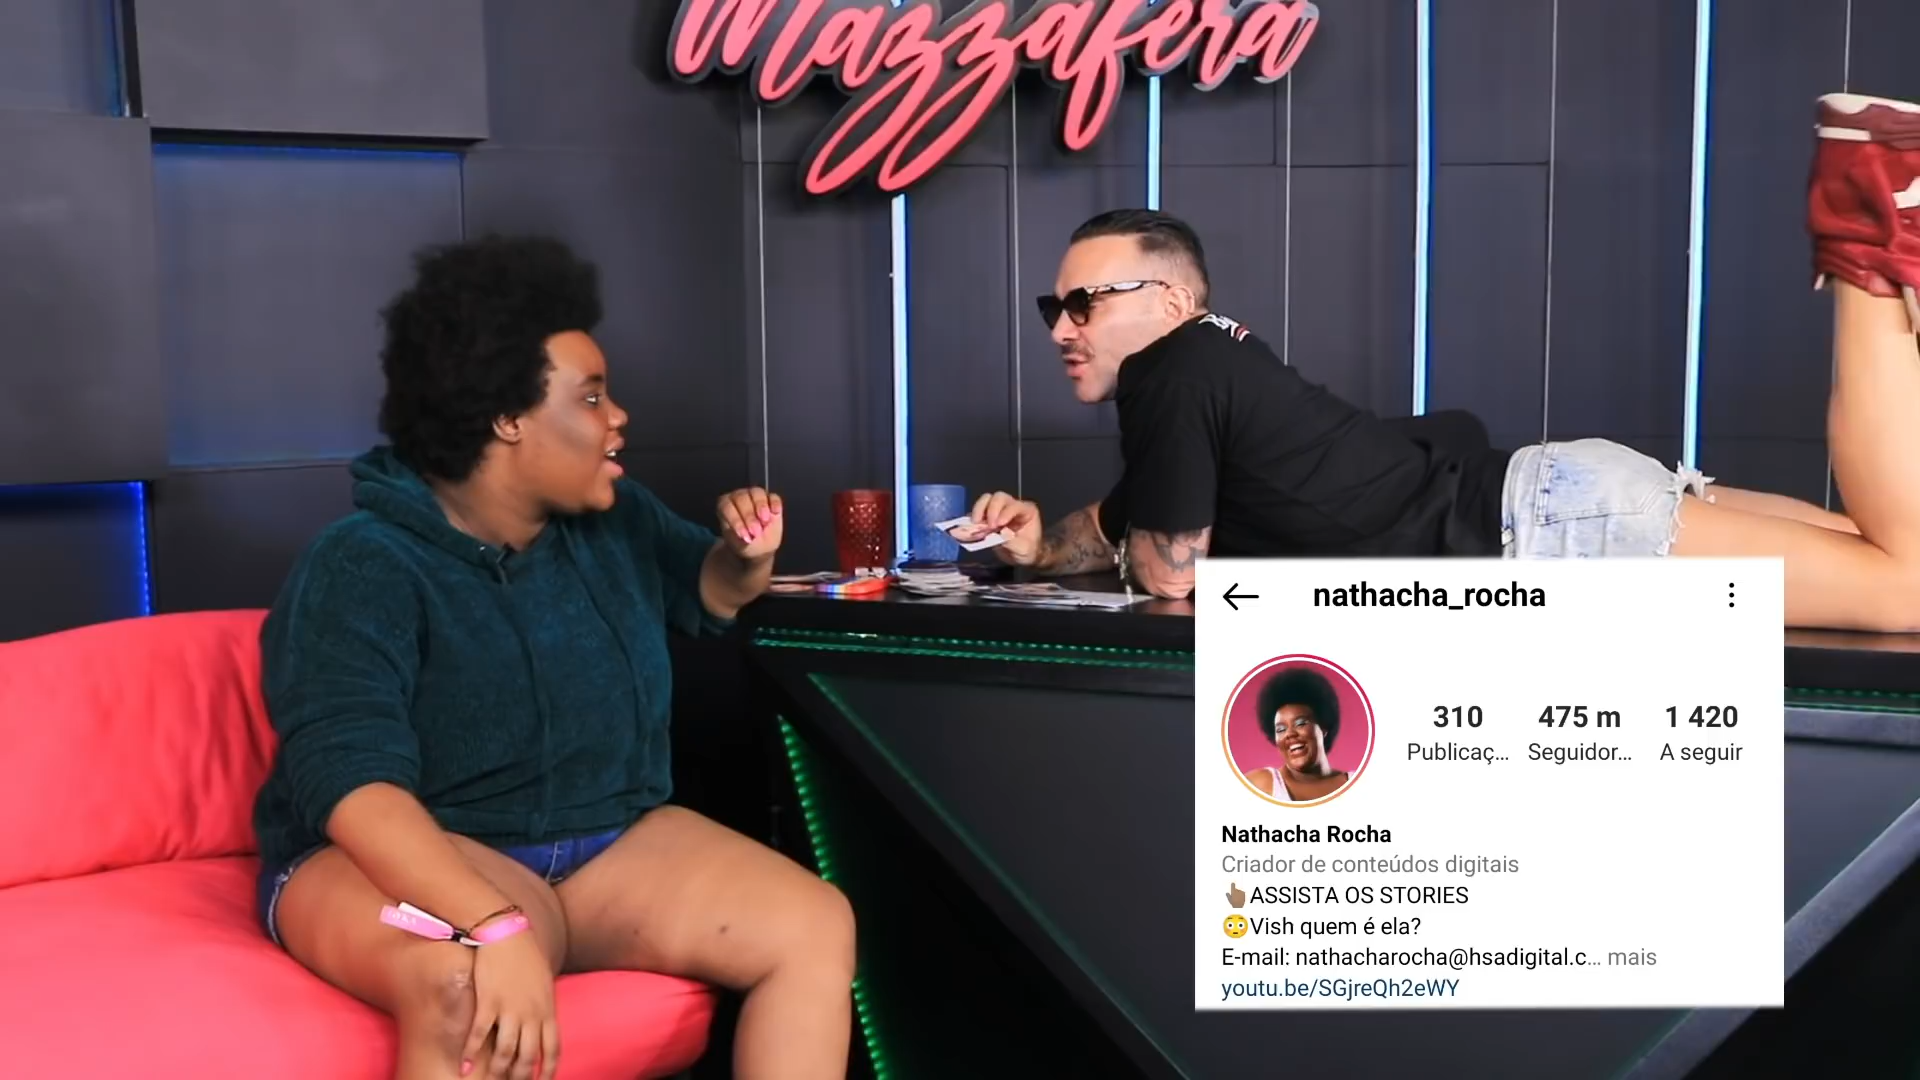 Mazzafera
nathacha_rocha
310
475 m
1 420
Publicaç...
Seguidor...
A seguir
Nathacha Rocha
Criador de conteúdos digitais
👆🏽ASSISTA OS STORIES
😳Vish quem é ela?
E-mail: nathacharocha@hsadigital.c... mais
youtu.be/SGjreQh2eWY